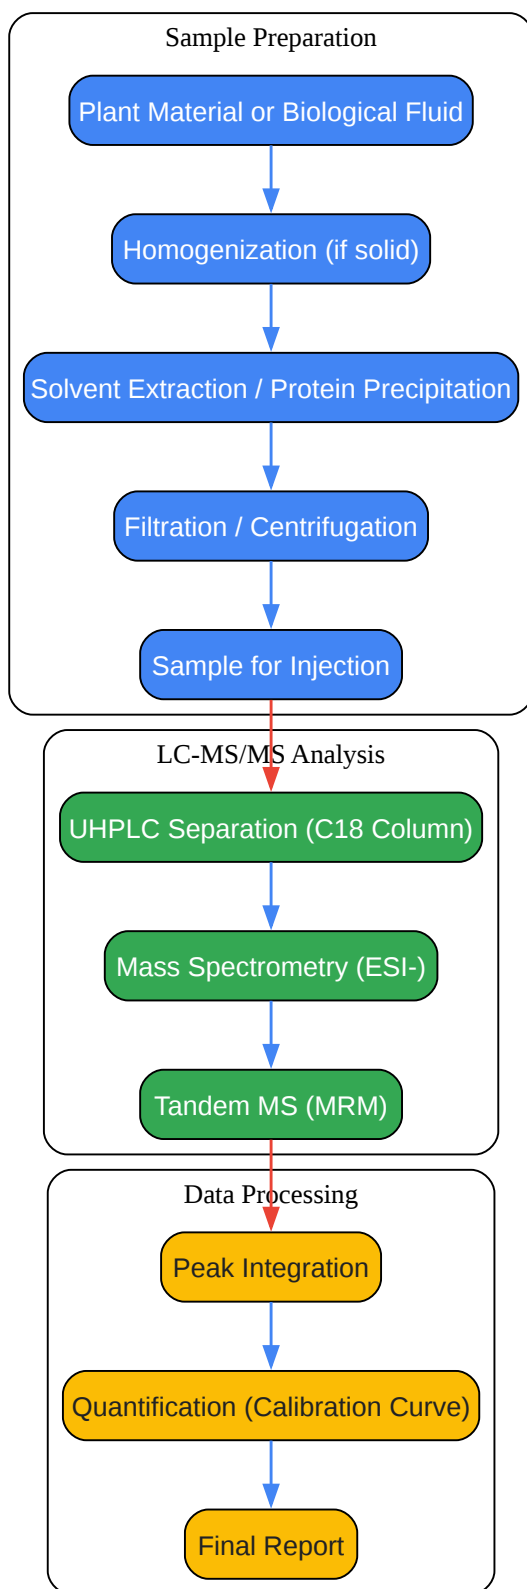 Sample Preparation
Plant Material or Biological Fluid
Homogenization (if solid)
Solvent Extraction / Protein Precipitation
Filtration / Centrifugation
Sample for Injection
LC-MS/MS Analysis
UHPLC Separation (C18 Column)
Mass Spectrometry (ESI-)
Tandem MS (MRM)
Data Processing
Peak Integration
Quantification (Calibration Curve)
Final Report